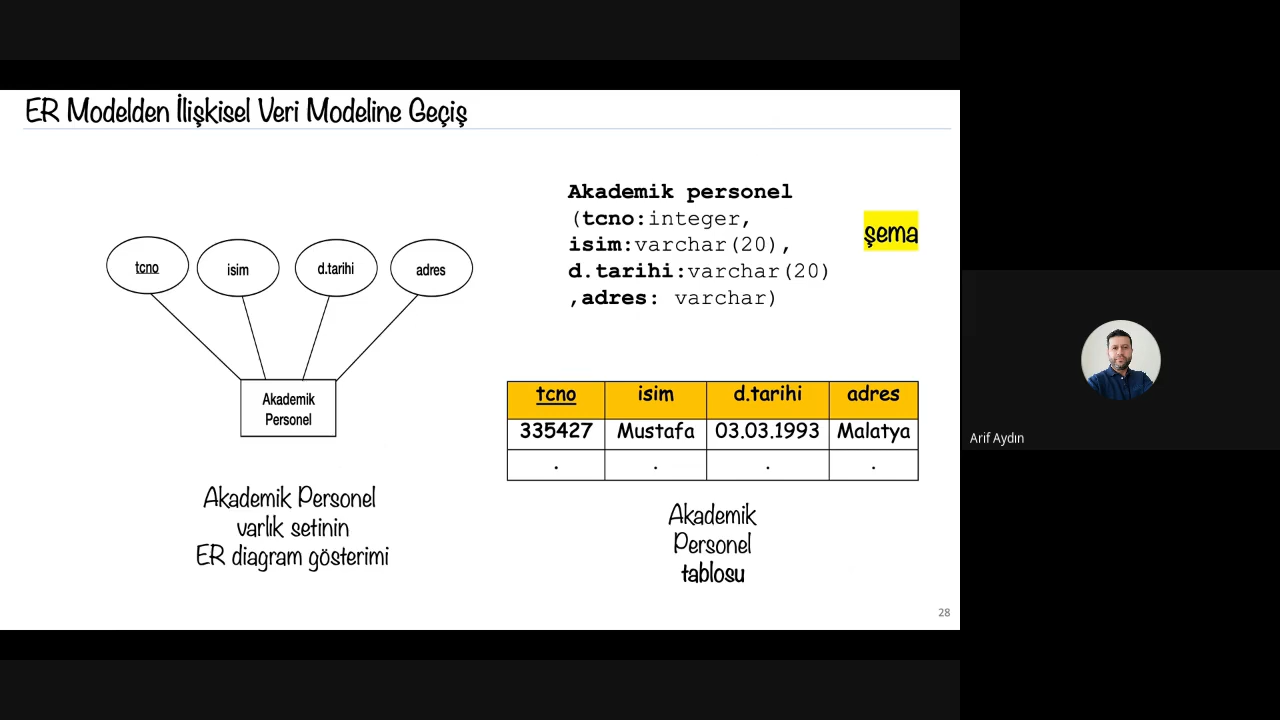 ER Modelden İlişkisel Veri Modeline Geçiş
tcno
isim
d.tarihi
adres
Akademik
Personel
Akademik Personel
varlık setinin
ER diagram gösterimi
Akademik personel
(tcno:integer,
isim:varchar(20),
d.tarihi:varchar(20)
,adres: varchar)
şema
tcno isim d.tarihi adres
335427 Mustafa 03.03.1993 Malatya
. . . .
Akademik
Personel
tablosu
28
Arif Aydın